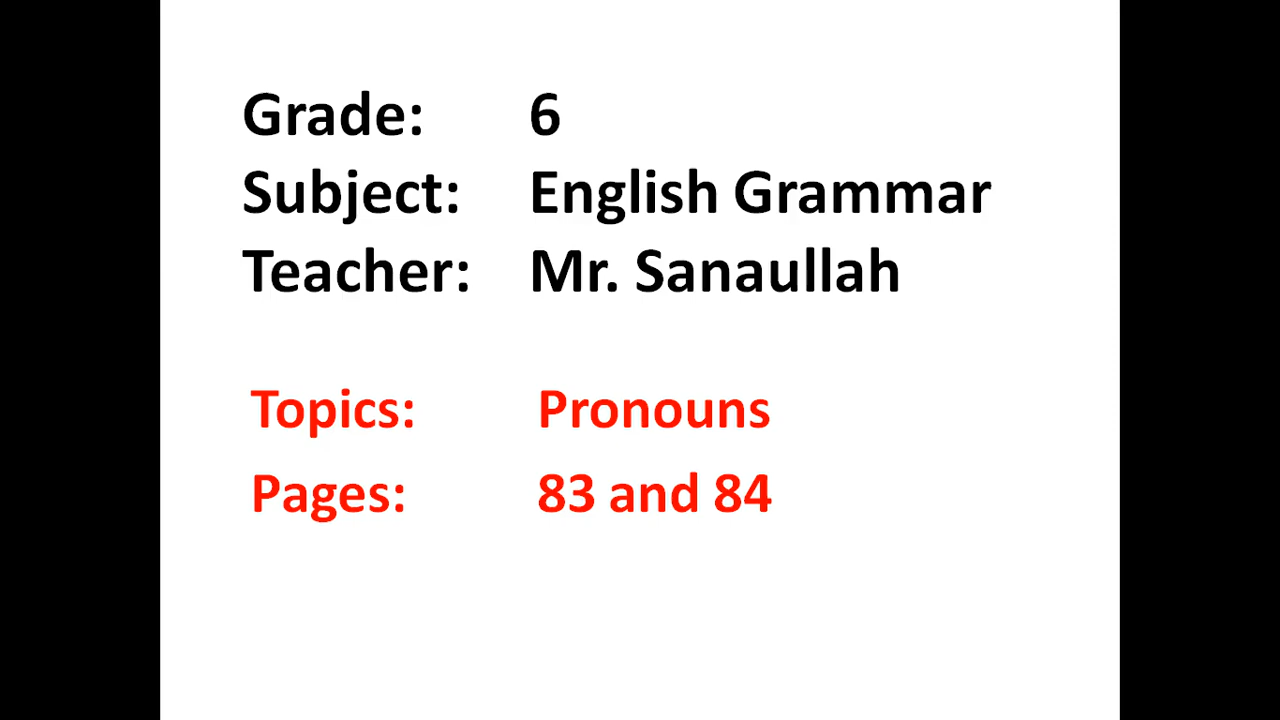 Grade: 6
Subject: English Grammar
Teacher: Mr. Sanaullah
Topics: Pronouns
Pages: 83 and 84